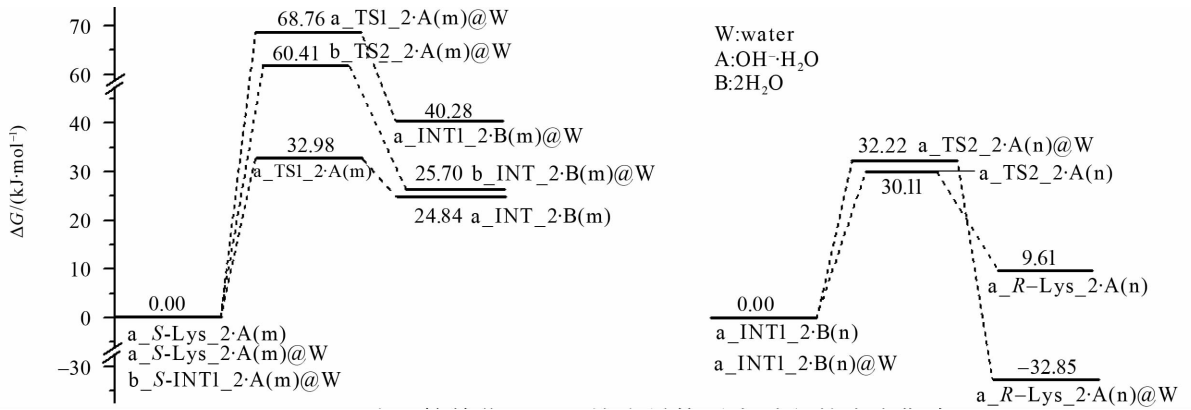 70
60
40
30
20
10
0
−30
ΔG/(kJ·mol⁻¹)
68.76 a_TS1_2·A(m)@W
60.41 b_TS2_2·A(m)@W
40.28
a_INT1_2·B(m)@W
32.98
a_TS1_2·A(m)
25.70 b_INT_2·B(m)@W
24.84 a_INT_2·B(m)
0.00
a_S-Lys_2·A(m)
a_S-Lys_2·A(m)@W
b_S-INT1_2·A(m)@W
W:water
A:OH⁻·H₂O
B:2H₂O
32.22 a_TS2_2·A(n)@W
a_TS2_2·A(n)
30.11
9.61
a_R−Lys_2·A(n)
0.00
a_INT1_2·B(n)
a_INT1_2·B(n)@W
−32.85
a_R−Lys_2·A(n)@W